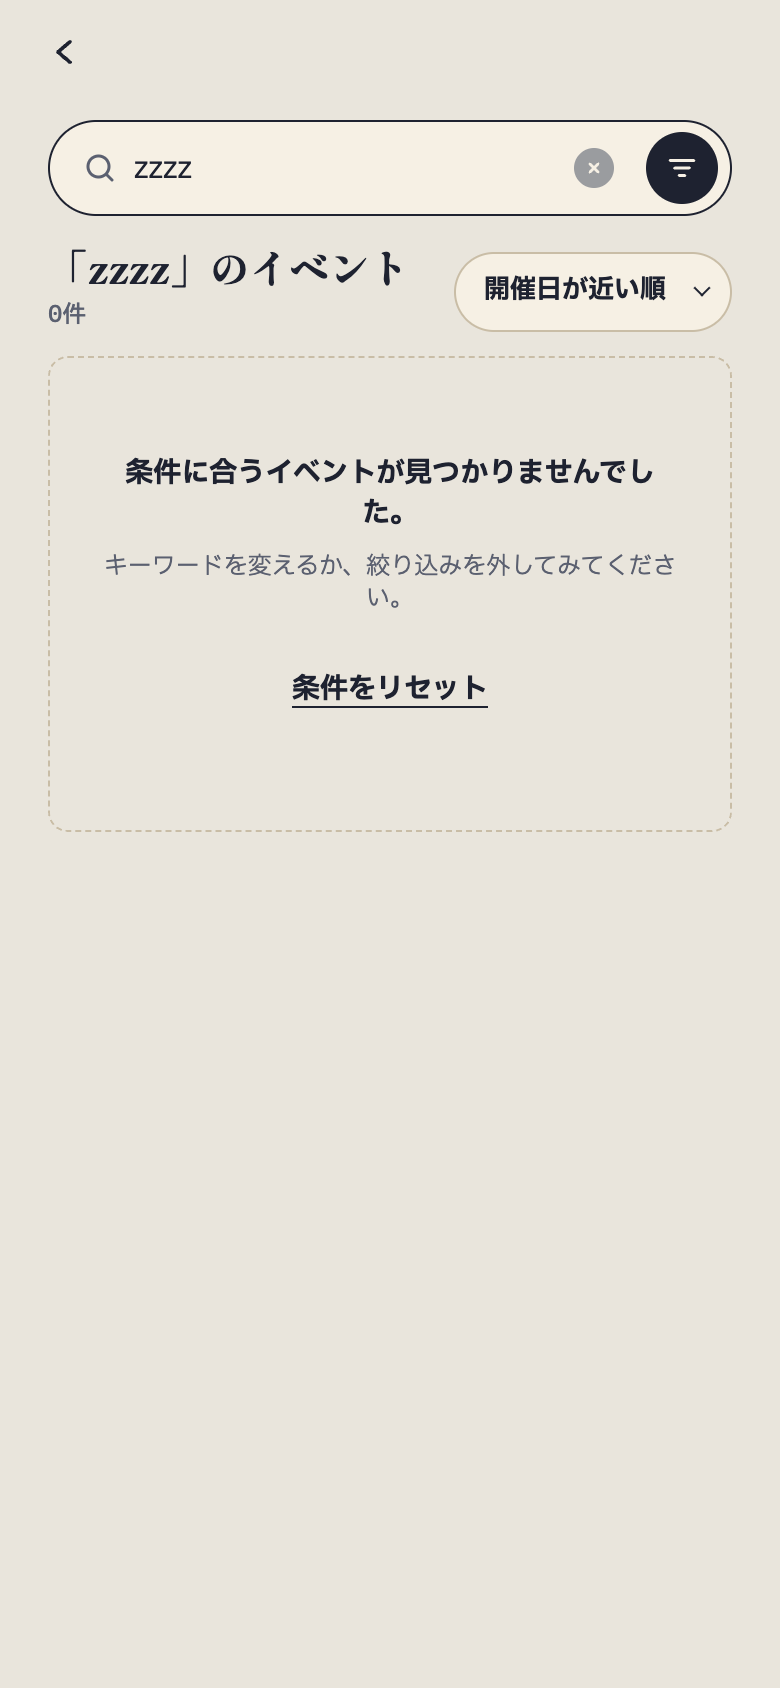 zzzz
「zzzz」のイベント
0件
開催日が近い順
条件に合うイベントが見つかりませんでし
た。
キーワードを変えるか、絞り込みを外してみてくださ
い。
条件をリセット